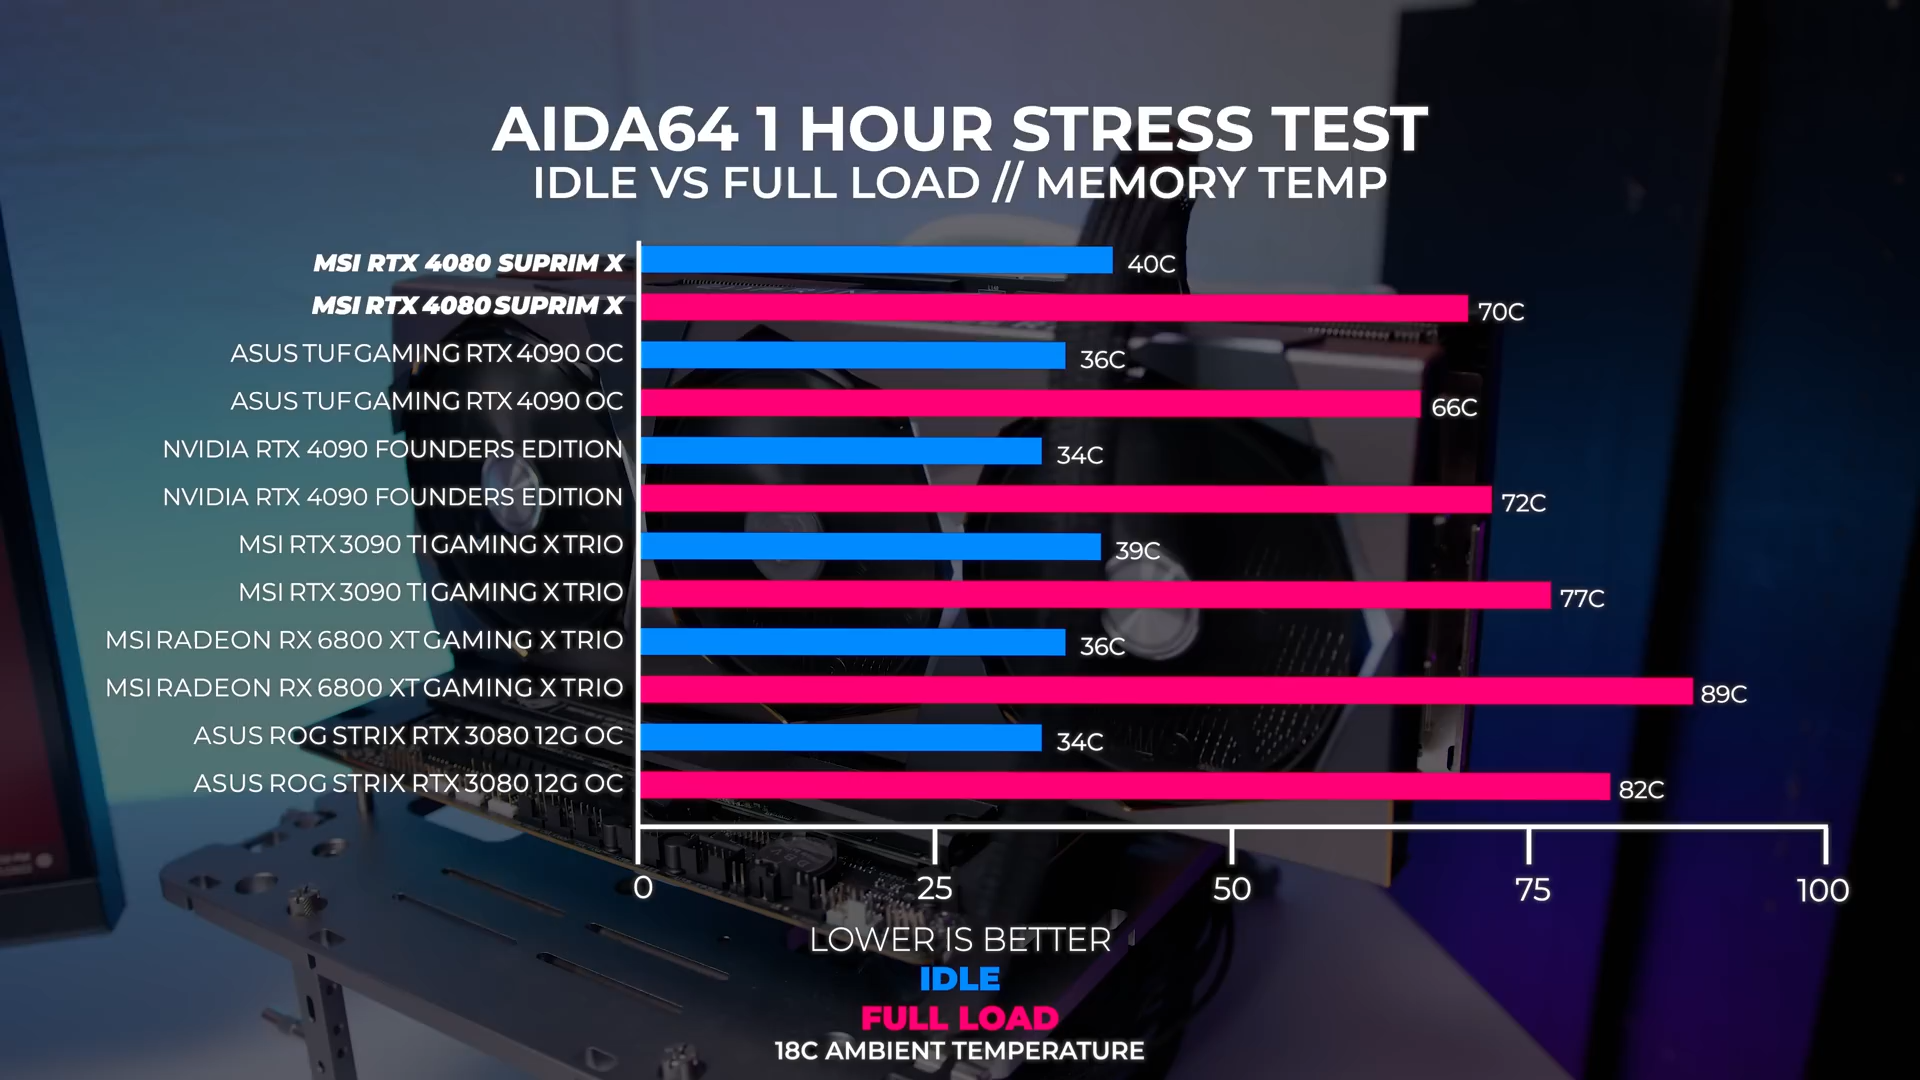 AIDA64 1 HOUR STRESS TEST
IDLE VS FULL LOAD // MEMORY TEMP
MSI RTX 4080 SUPRIM X 40C
MSI RTX 4080 SUPRIM X 70C
ASUS TUF GAMING RTX 4090 OC 36C
ASUS TUF GAMING RTX 4090 OC 66C
NVIDIA RTX 4090 FOUNDERS EDITION 34C
NVIDIA RTX 4090 FOUNDERS EDITION 72C
MSI RTX 3090 TI GAMING X TRIO 39C
MSI RTX 3090 TI GAMING X TRIO 77C
MSI RADEON RX 6800 XT GAMING X TRIO 36C
MSI RADEON RX 6800 XT GAMING X TRIO 89C
ASUS ROG STRIX RTX 3080 12G OC 34C
ASUS ROG STRIX RTX 3080 12G OC 82C
0 25 50 75 100
LOWER IS BETTER
IDLE
FULL LOAD
18C AMBIENT TEMPERATURE